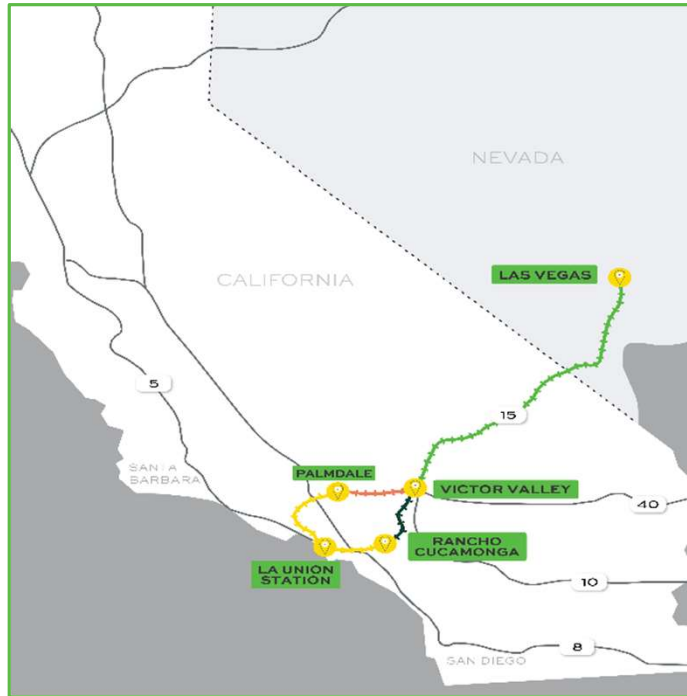 NEVADA
LAS VEGAS
CALIFORNIA
5
15
SANTA
BARBARA
PALMDALE
VICTOR VALLEY
40
RANCHO
CUCAMONGA
LA UNION
STATION
10
8
SAN DIEGO